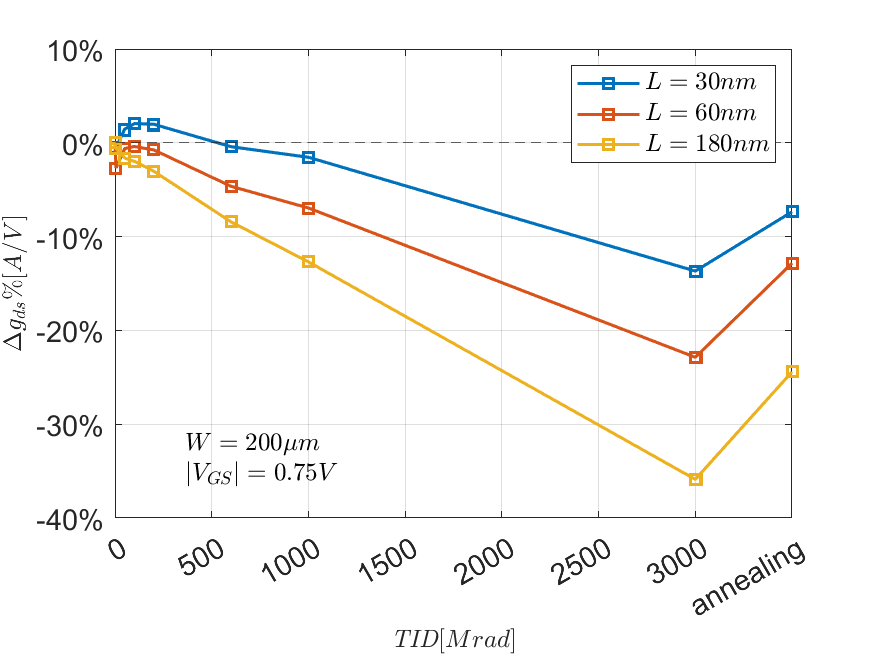 10%
0%
-10%
-20%
-30%
-40%
Δg_ds%[A/V]
L = 30nm
L = 60nm
L = 180nm
W = 200μm
|V_GS| = 0.75V
0
500
1000
1500
2000
2500
3000
annealing
TID[Mrad]